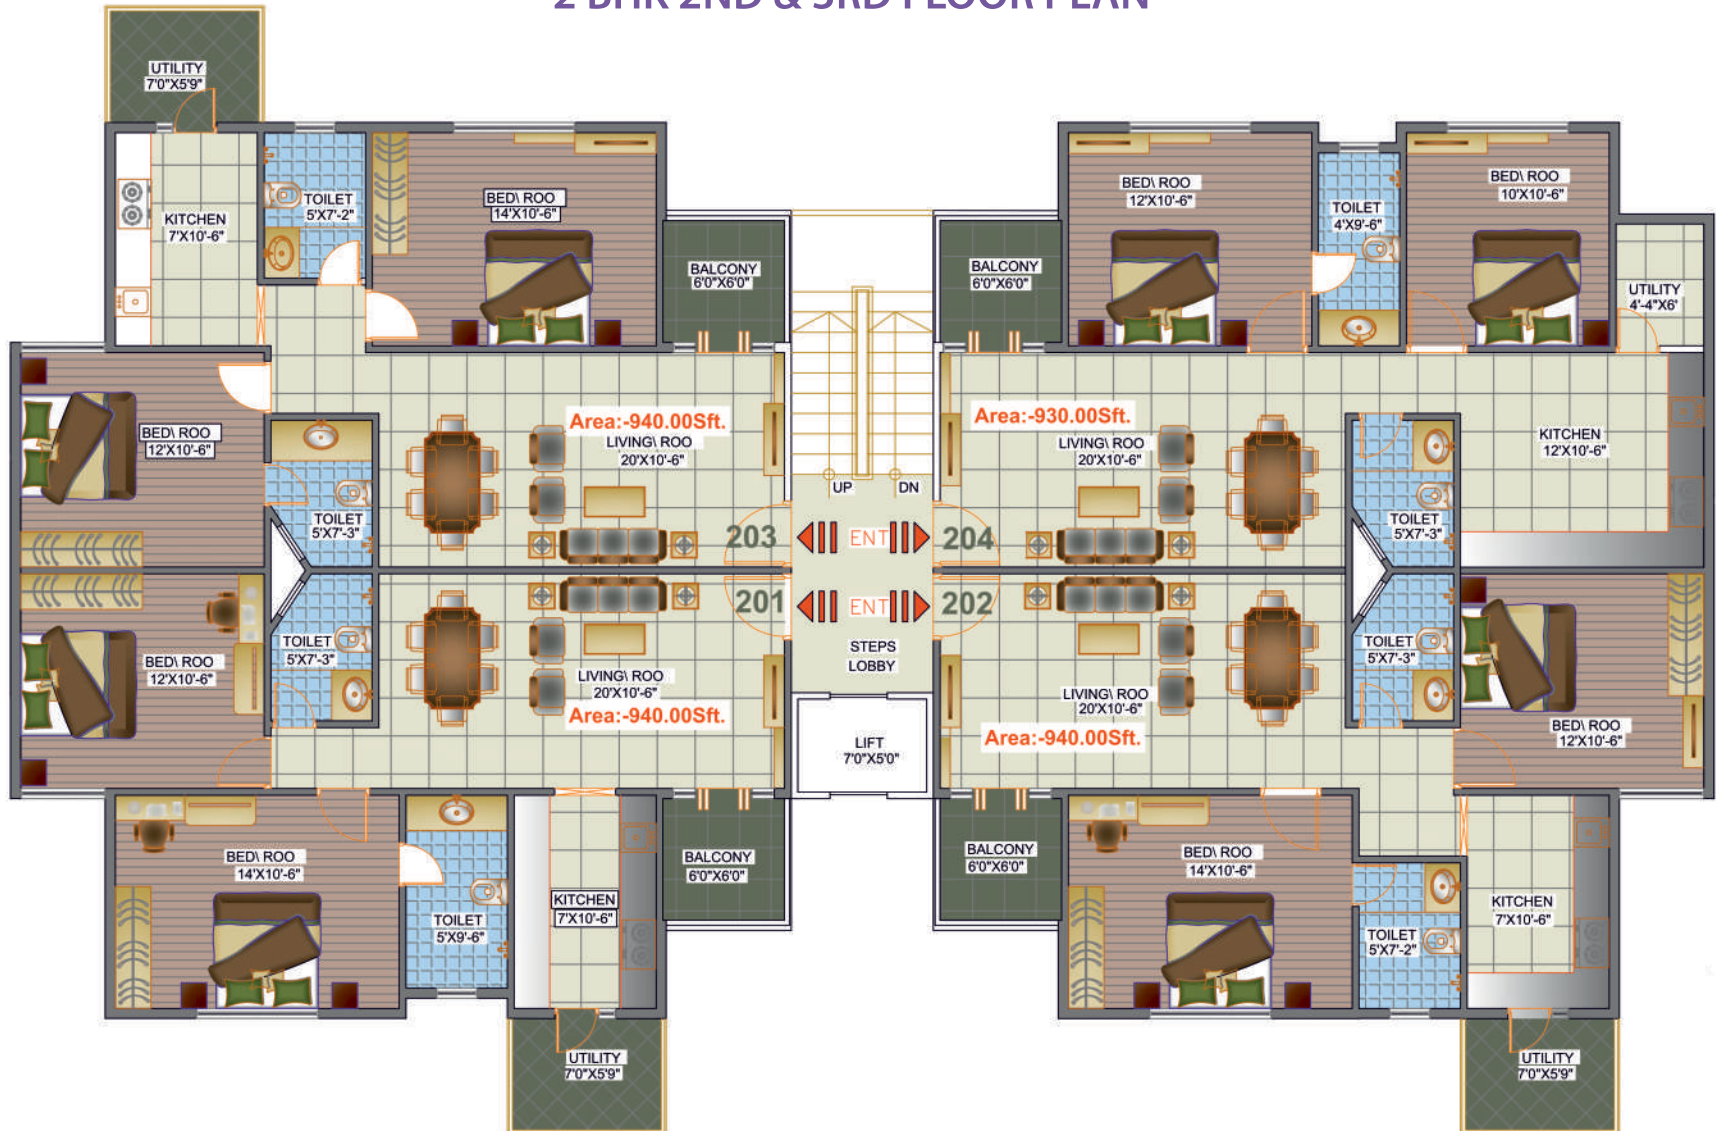 2 BHK 2ND & 3RD FLOOR PLAN
UTILITY
7'0"X5'9"
KITCHEN
7'X10'-6"
TOILET
5'X7'-2"
BED\ ROO
14'X10'-6"
BALCONY
6'0"X6'0"
BALCONY
6'0"X6'0"
BED\ ROO
12'X10'-6"
TOILET
4'X9'-6"
BED\ ROO
10'X10'-6"
UTILITY
4'-4"X6'
BED\ ROO
12'X10'-6"
TOILET
5'X7'-3"
Area:-940.00Sft.
LIVING\ ROO
20'X10'-6"
UP
DN
Area:-930.00Sft.
LIVING\ ROO
20'X10'-6"
TOILET
5'X7'-3"
KITCHEN
12'X10'-6"
203
ENT
204
201
ENT
202
STEPS
LOBBY
BED\ ROO
12'X10'-6"
TOILET
5'X7'-3"
LIVING\ ROO
20'X10'-6"
Area:-940.00Sft.
LIFT
7'0"X5'0"
LIVING\ ROO
20'X10'-6"
Area:-940.00Sft.
TOILET
5'X7'-3"
BED\ ROO
12'X10'-6"
BED\ ROO
14'X10'-6"
TOILET
5'X9'-6"
KITCHEN
7'X10'-6"
BALCONY
6'0"X6'0"
BALCONY
6'0"X6'0"
BED\ ROO
14'X10'-6"
TOILET
5'X7'-2"
KITCHEN
7'X10'-6"
UTILITY
7'0"X5'9"
UTILITY
7'0"X5'9"